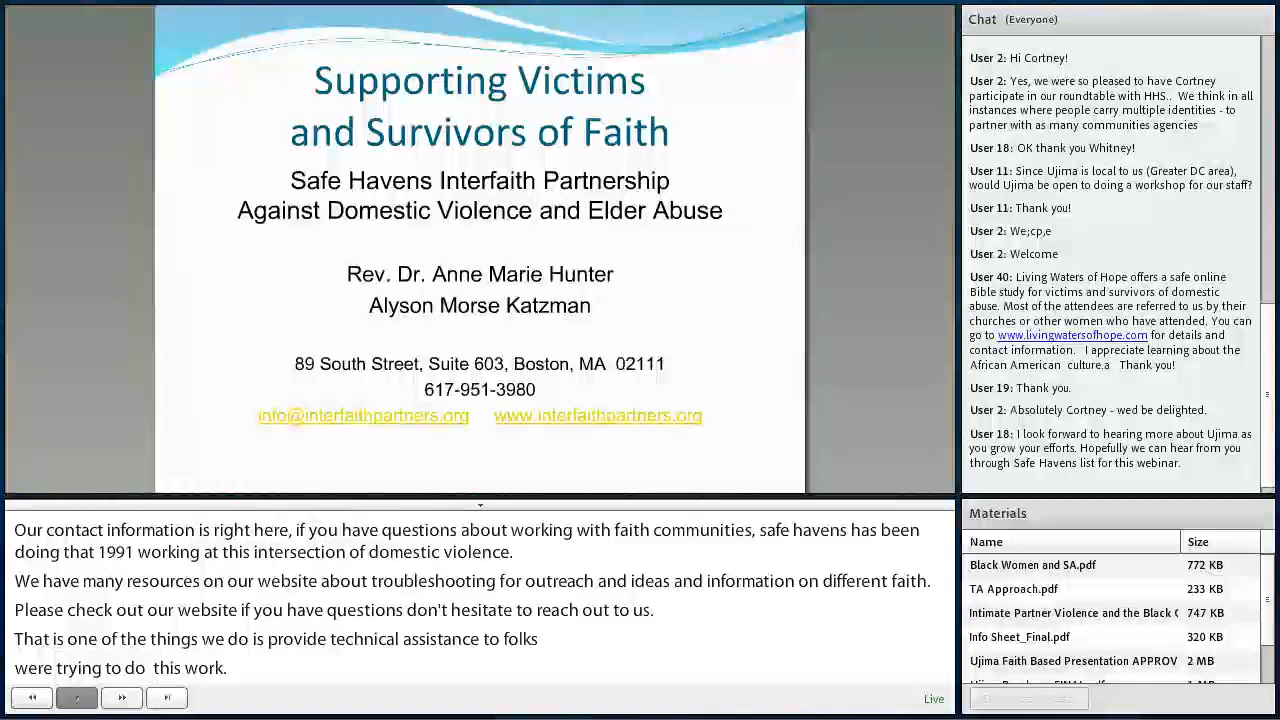 Supporting Victims
and Survivors of Faith
Safe Havens Interfaith Partnership
Against Domestic Violence and Elder Abuse
Rev. Dr. Anne Marie Hunter
Alyson Morse Katzman
89 South Street, Suite 603, Boston, MA 02111
617-951-3980
info@interfaithpartners.org www.interfaithpartners.org
Our contact information is right here, if you have questions about working with faith communities, safe havens has been
doing that 1991 working at this intersection of domestic violence.
We have many resources on our website about troubleshooting for outreach and ideas and information on different faith.
Please check out our website if you have questions don't hesitate to reach out to us.
That is one of the things we do is provide technical assistance to folks
were trying to do this work.
Live
Chat (Everyone)
User 2: Hi Cortney!
User 2: Yes, we were so pleased to have Cortney
participate in our roundtable with HHS.. We think in all
instances where people carry multiple identities - to
partner with as many communities agencies
User 18: OK thank you Whitney!
User 11: Since Ujima is local to us (Greater DC area),
would Ujima be open to doing a workshop for our staff?
User 11: Thank you!
User 2: We;cp,e
User 2: Welcome
User 40: Living Waters of Hope offers a safe online
Bible study for victims and survivors of domestic
abuse. Most of the attendees are referred to us by their
churches or other women who have attended. You can
go to www.livingwatersofhope.com for details and
contact information. I appreciate learning about the
African American culture.a Thank you!
User 19: Thank you.
User 2: Absolutely Cortney - wed be delighted.
User 18: I look forward to hearing more about Ujima as
you grow your efforts. Hopefully we can hear from you
through Safe Havens list for this webinar.
Materials
Name Size
Black Women and SA.pdf 772 KB
TA Approach.pdf 233 KB
Intimate Partner Violence and the Black 747 KB
Info Sheet_Final.pdf 320 KB
Ujima Faith Based Presentation APPROV 2 MB